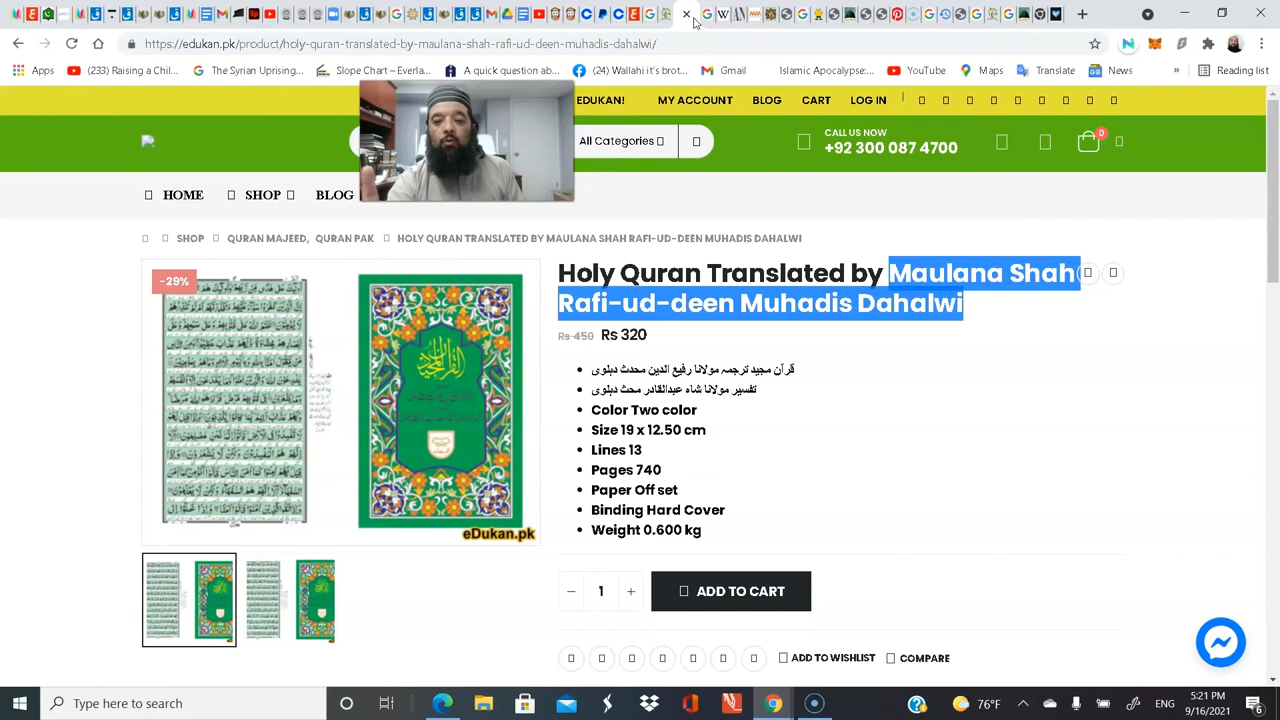 https://edukan.pk/product/holy-quran-translated-by-maulana-shah-rafi-ud-deen-muhadis-dahalwi/
Apps
(233) Raising a Chil...
The Syrian Uprising...
Slope Chart – Everla...
A quick question ab...
(24) Wallahi it's brot...
Gmail
Islamic Apocalypse:...
YouTube
Maps
Translate
News
»
Reading list
EDUKAN!
MY ACCOUNT
BLOG
CART
LOG IN
All Categories
CALL US NOW
+92 300 087 4700
0
HOME
SHOP
BLOG
SHOP
QURAN MAJEED, QURAN PAK
HOLY QURAN TRANSLATED BY MAULANA SHAH RAFI-UD-DEEN MUHADIS DAHALWI
-29%
eDukan.pk
Holy Quran Translated by Maulana Shah
Rafi-ud-deen Muhadis Dahalwi
Rs 450 Rs 320
قرآن مجید ترجمہ مولانا رفیع الدین محدث دہلوی
تفسیر مولانا شاہ عبدالقادر محث دہلوی
Color Two color
Size 19 x 12.50 cm
Lines 13
Pages 740
Paper Off set
Binding Hard Cover
Weight 0.600 kg
− 1 +
ADD TO CART
ADD TO WISHLIST
COMPARE
Type here to search
76°F
ENG
5:21 PM
9/16/2021
6